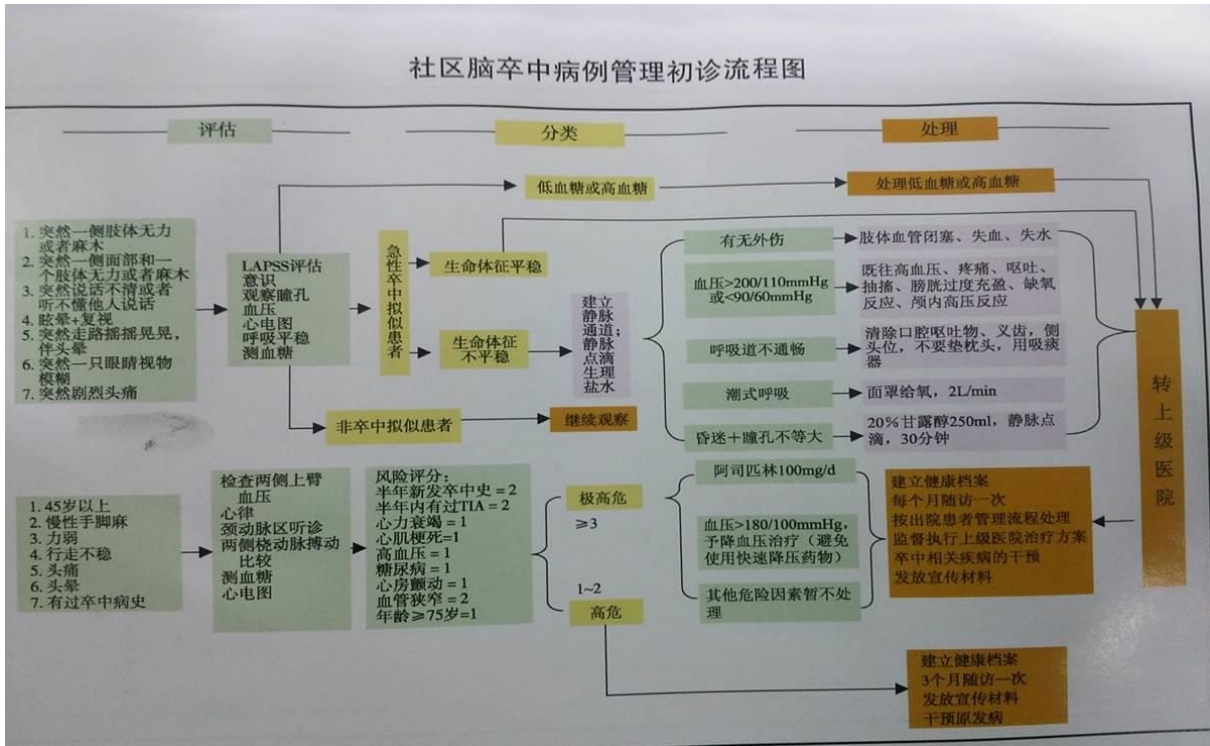 社区脑卒中病例管理初诊流程图
评估
分类
处理
低血糖或高血糖
处理低血糖或高血糖
1. 突然一侧肢体无力
或者麻木
2. 突然一侧面部和一
个肢体无力或者麻木
3. 突然说话不清或者
听不懂他人说话
4. 眩晕+复视
5. 突然走路摇摇晃晃，
伴头晕
6. 突然一只眼睛视物
模糊
7. 突然剧烈头痛
LAPSS评估
意识
观察瞳孔
血压
心电图
呼吸平稳
测血糖
急性卒中拟似患者
生命体征平稳
生命体征
不平稳
建立
静脉
通道；
静脉
点滴
生理
盐水
有无外伤
肢体血管闭塞、失血、失水
血压>200/110mmHg
或<90/60mmHg
既往高血压、疼痛、呕吐、
抽搐、膀胱过度充盈、缺氧
反应、颅内高压反应
呼吸道不通畅
清除口腔呕吐物、义齿，侧
头位，不要垫枕头，用吸痰
器
潮式呼吸
面罩给氧，2L/min
昏迷＋瞳孔不等大
20%甘露醇250ml，静脉点
滴，30分钟
转上级医院
非卒中拟似患者
继续观察
1. 45岁以上
2. 慢性手脚麻
3. 力弱
4. 行走不稳
5. 头痛
6. 头晕
7. 有过卒中病史
检查两侧上臂
血压
心律
颈动脉区听诊
两侧桡动脉搏动
比较
测血糖
心电图
风险评分：
半年新发卒中史＝2
半年内有过TIA＝2
心力衰竭＝1
心肌梗死=1
高血压＝1
糖尿病＝1
心房颤动＝1
血管狭窄＝2
年龄≥75岁=1
极高危
≥3
1~2
高危
阿司匹林100mg/d
血压>180/100mmHg，
予降血压治疗（避免
使用快速降压药物）
其他危险因素暂不处
理
建立健康档案
每个月随访一次
按出院患者管理流程处理
监督执行上级医院治疗方案
卒中相关疾病的干预
发放宣传材料
建立健康档案
3个月随访一次
发放宣传材料
干预原发病